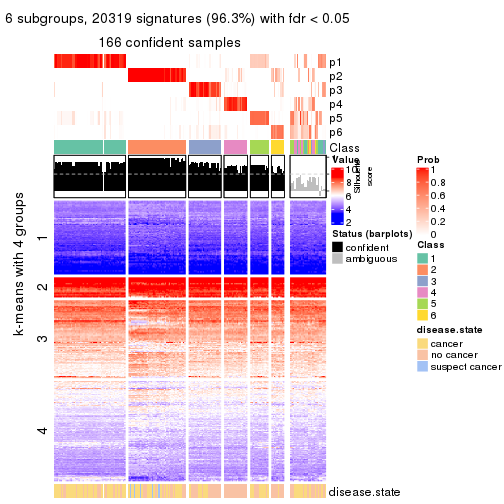 6 subgroups, 20319 signatures (96.3%) with fdr < 0.05
166 confident samples
p1
p2
p3
p4
p5
p6
Class
Silhouette
score
k-means with 4 groups
1
2
3
4
disease.state
Value
10
8
6
4
2
Status (barplots)
confident
ambiguous
Prob
1
0.8
0.6
0.4
0.2
0
Class
1
2
3
4
5
6
disease.state
cancer
no cancer
suspect cancer